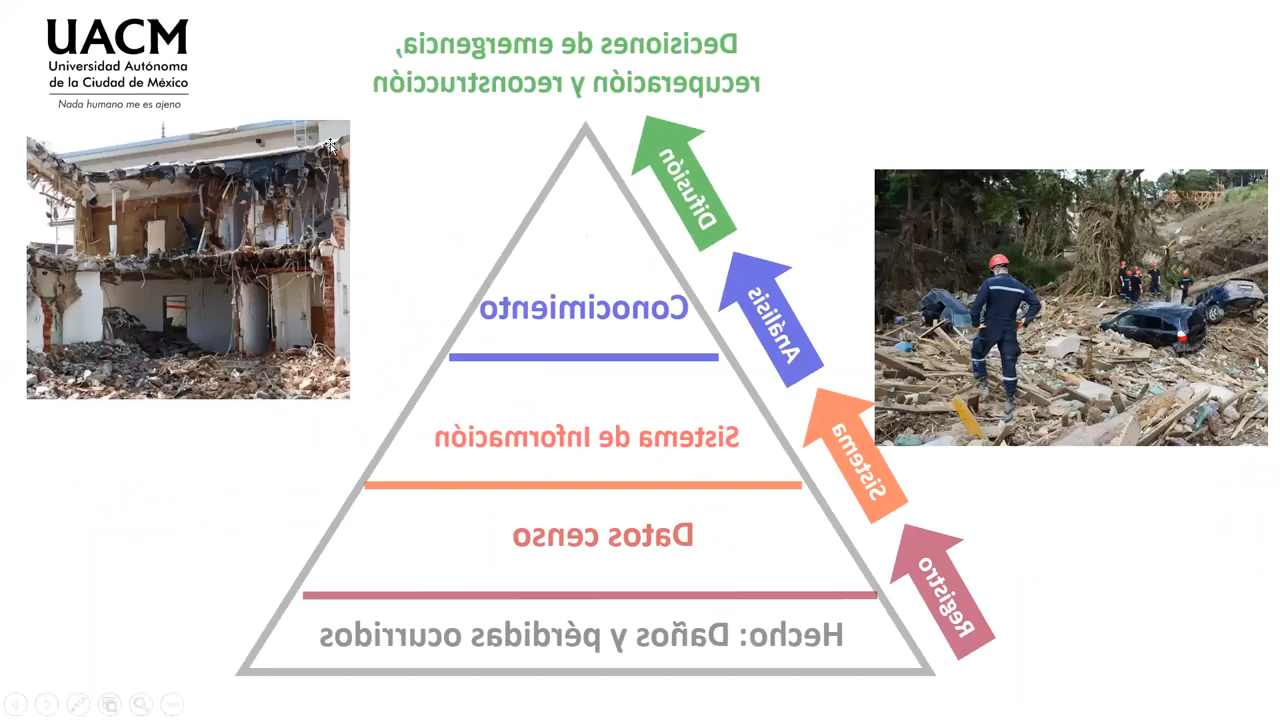 UACM
Universidad Autónoma
de la Ciudad de México
Nada humano me es ajeno
Decisiones de emergencia,
recuperación y reconstrucción
Difusión
Conocimiento
Análisis
Sistema de Información
Sistema
Datos censo
Registro
Hecho: Daños y pérdidas ocurridos